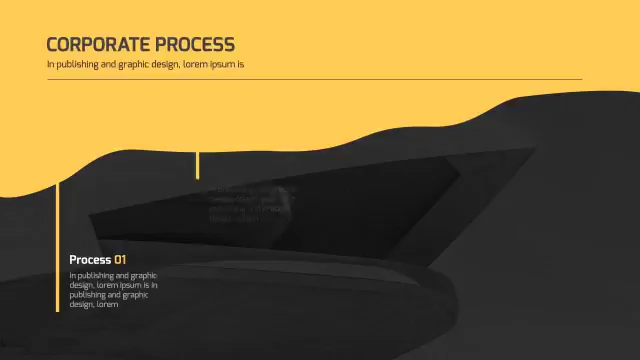 CORPORATE PROCESS
In publishing and graphic design, lorem ipsum is
Process 01
In publishing and graphic
design, lorem ipsum is in
publishing and graphic
design, lorem